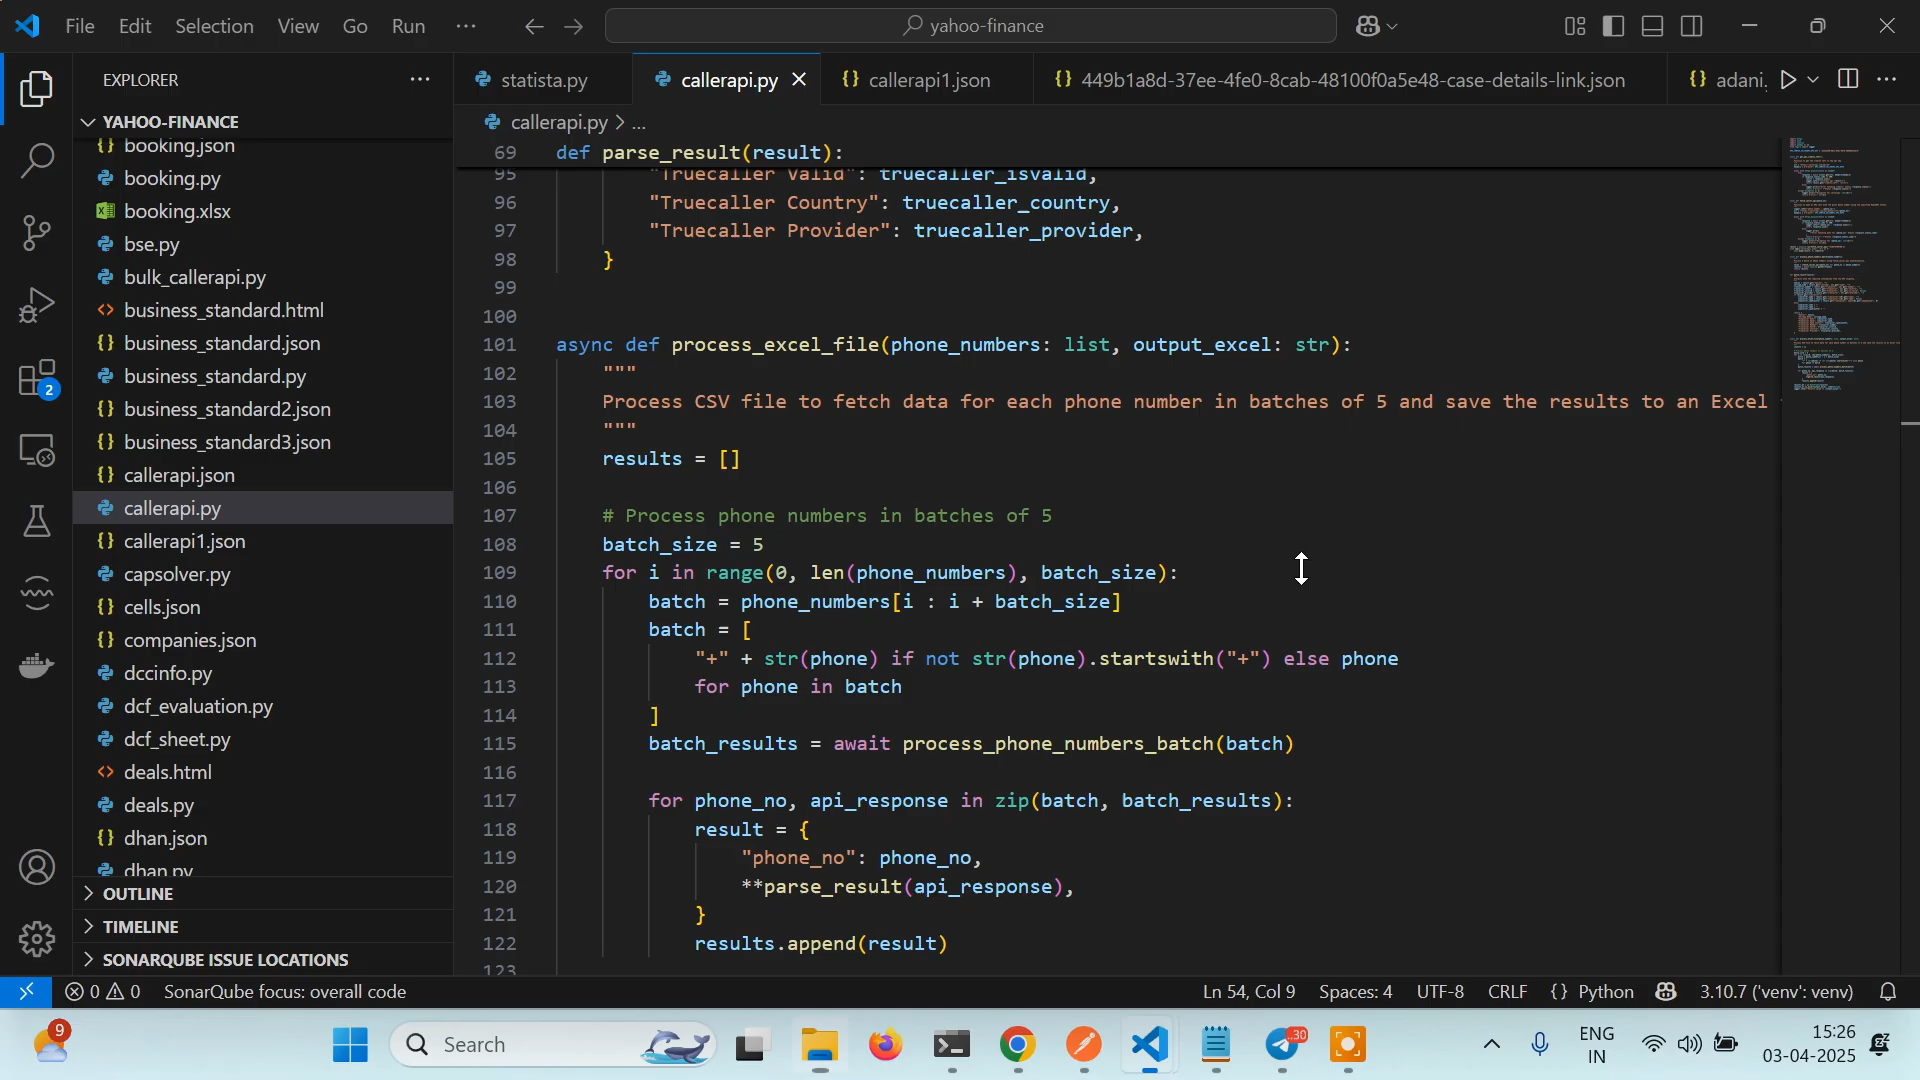 File Edit Selection View Go Run ··· yahoo-finance
EXPLORER ···
statista.py callerapi.py callerapi1.json 449b1a8d-37ee-4fe0-8cab-48100f0a5e48-case-details-link.json adani. ···
YAHOO-FINANCE
callerapi.py > ...
booking.json
booking.py
booking.xlsx
bse.py
bulk_callerapi.py
business_standard.html
business_standard.json
business_standard.py
business_standard2.json
business_standard3.json
callerapi.json
callerapi.py
callerapi1.json
capsolver.py
cells.json
companies.json
dccinfo.py
dcf_evaluation.py
dcf_sheet.py
deals.html
deals.py
dhan.json
dhan.py
OUTLINE
TIMELINE
SONARQUBE ISSUE LOCATIONS
2
69 def parse_result(result):
95 "Truecaller Valid": truecaller_isvalid,
96 "Truecaller Country": truecaller_country,
97 "Truecaller Provider": truecaller_provider,
98 }
99
100
101 async def process_excel_file(phone_numbers: list, output_excel: str):
102 """
103 Process CSV file to fetch data for each phone number in batches of 5 and save the results to an Excel
104 """
105 results = []
106
107 # Process phone numbers in batches of 5
108 batch_size = 5
109 for i in range(0, len(phone_numbers), batch_size):
110 batch = phone_numbers[i : i + batch_size]
111 batch = [
112 "+" + str(phone) if not str(phone).startswith("+") else phone
113 for phone in batch
114 ]
115 batch_results = await process_phone_numbers_batch(batch)
116
117 for phone_no, api_response in zip(batch, batch_results):
118 result = {
119 "phone_no": phone_no,
120 **parse_result(api_response),
121 }
122 results.append(result)
123
0 0 SonarQube focus: overall code Ln 54, Col 9 Spaces: 4 UTF-8 CRLF {} Python 3.10.7 ('venv': venv)
9 Search ..30 ENG
IN
15:26
03-04-2025